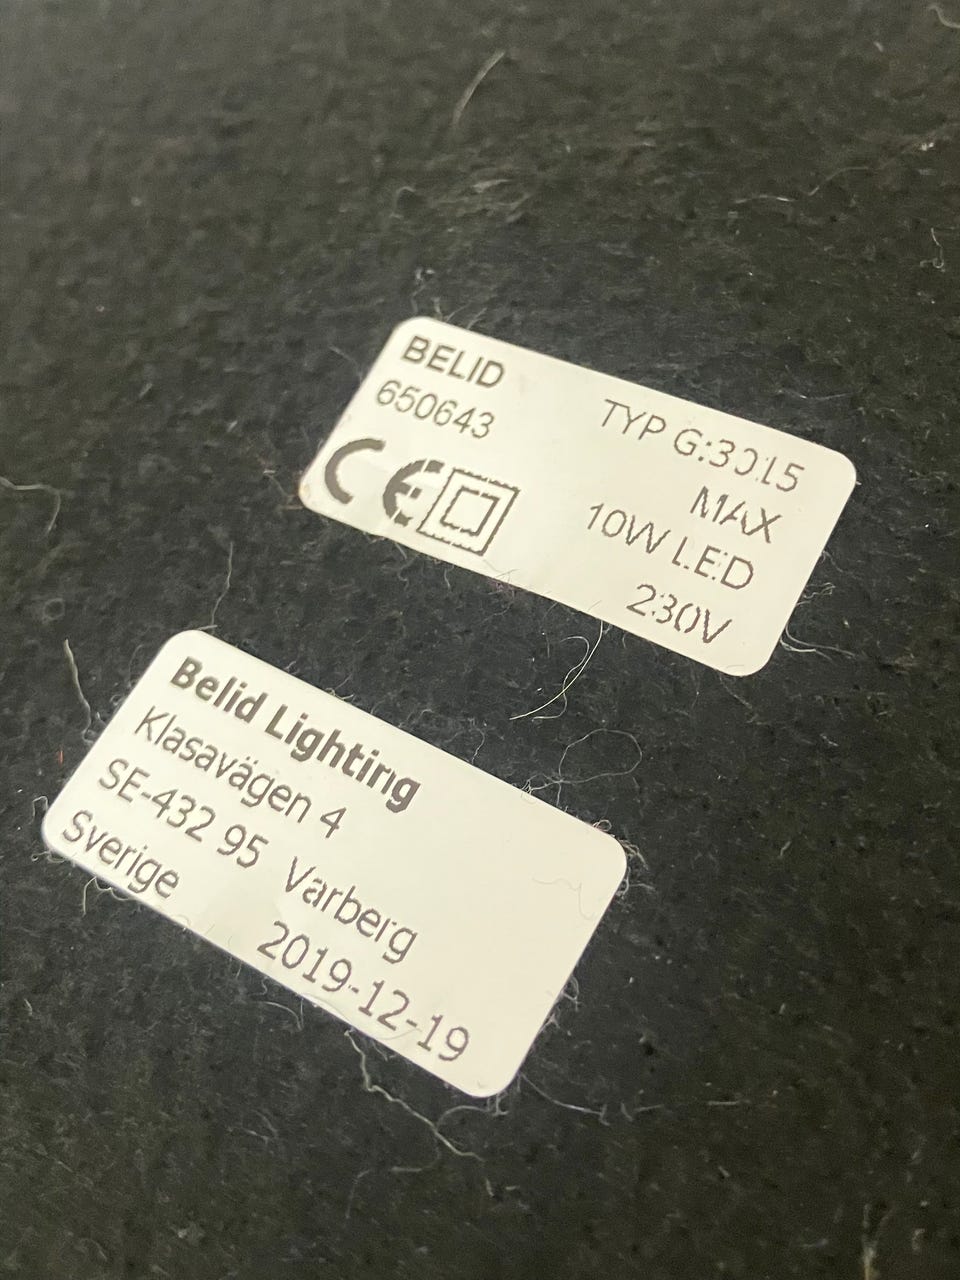 BELID
650643
CE
TYP G:3015
MAX
10W LED
230V
Belid Lighting
Klasavägen 4
SE-432 95 Varberg
Sverige
2019-12-19